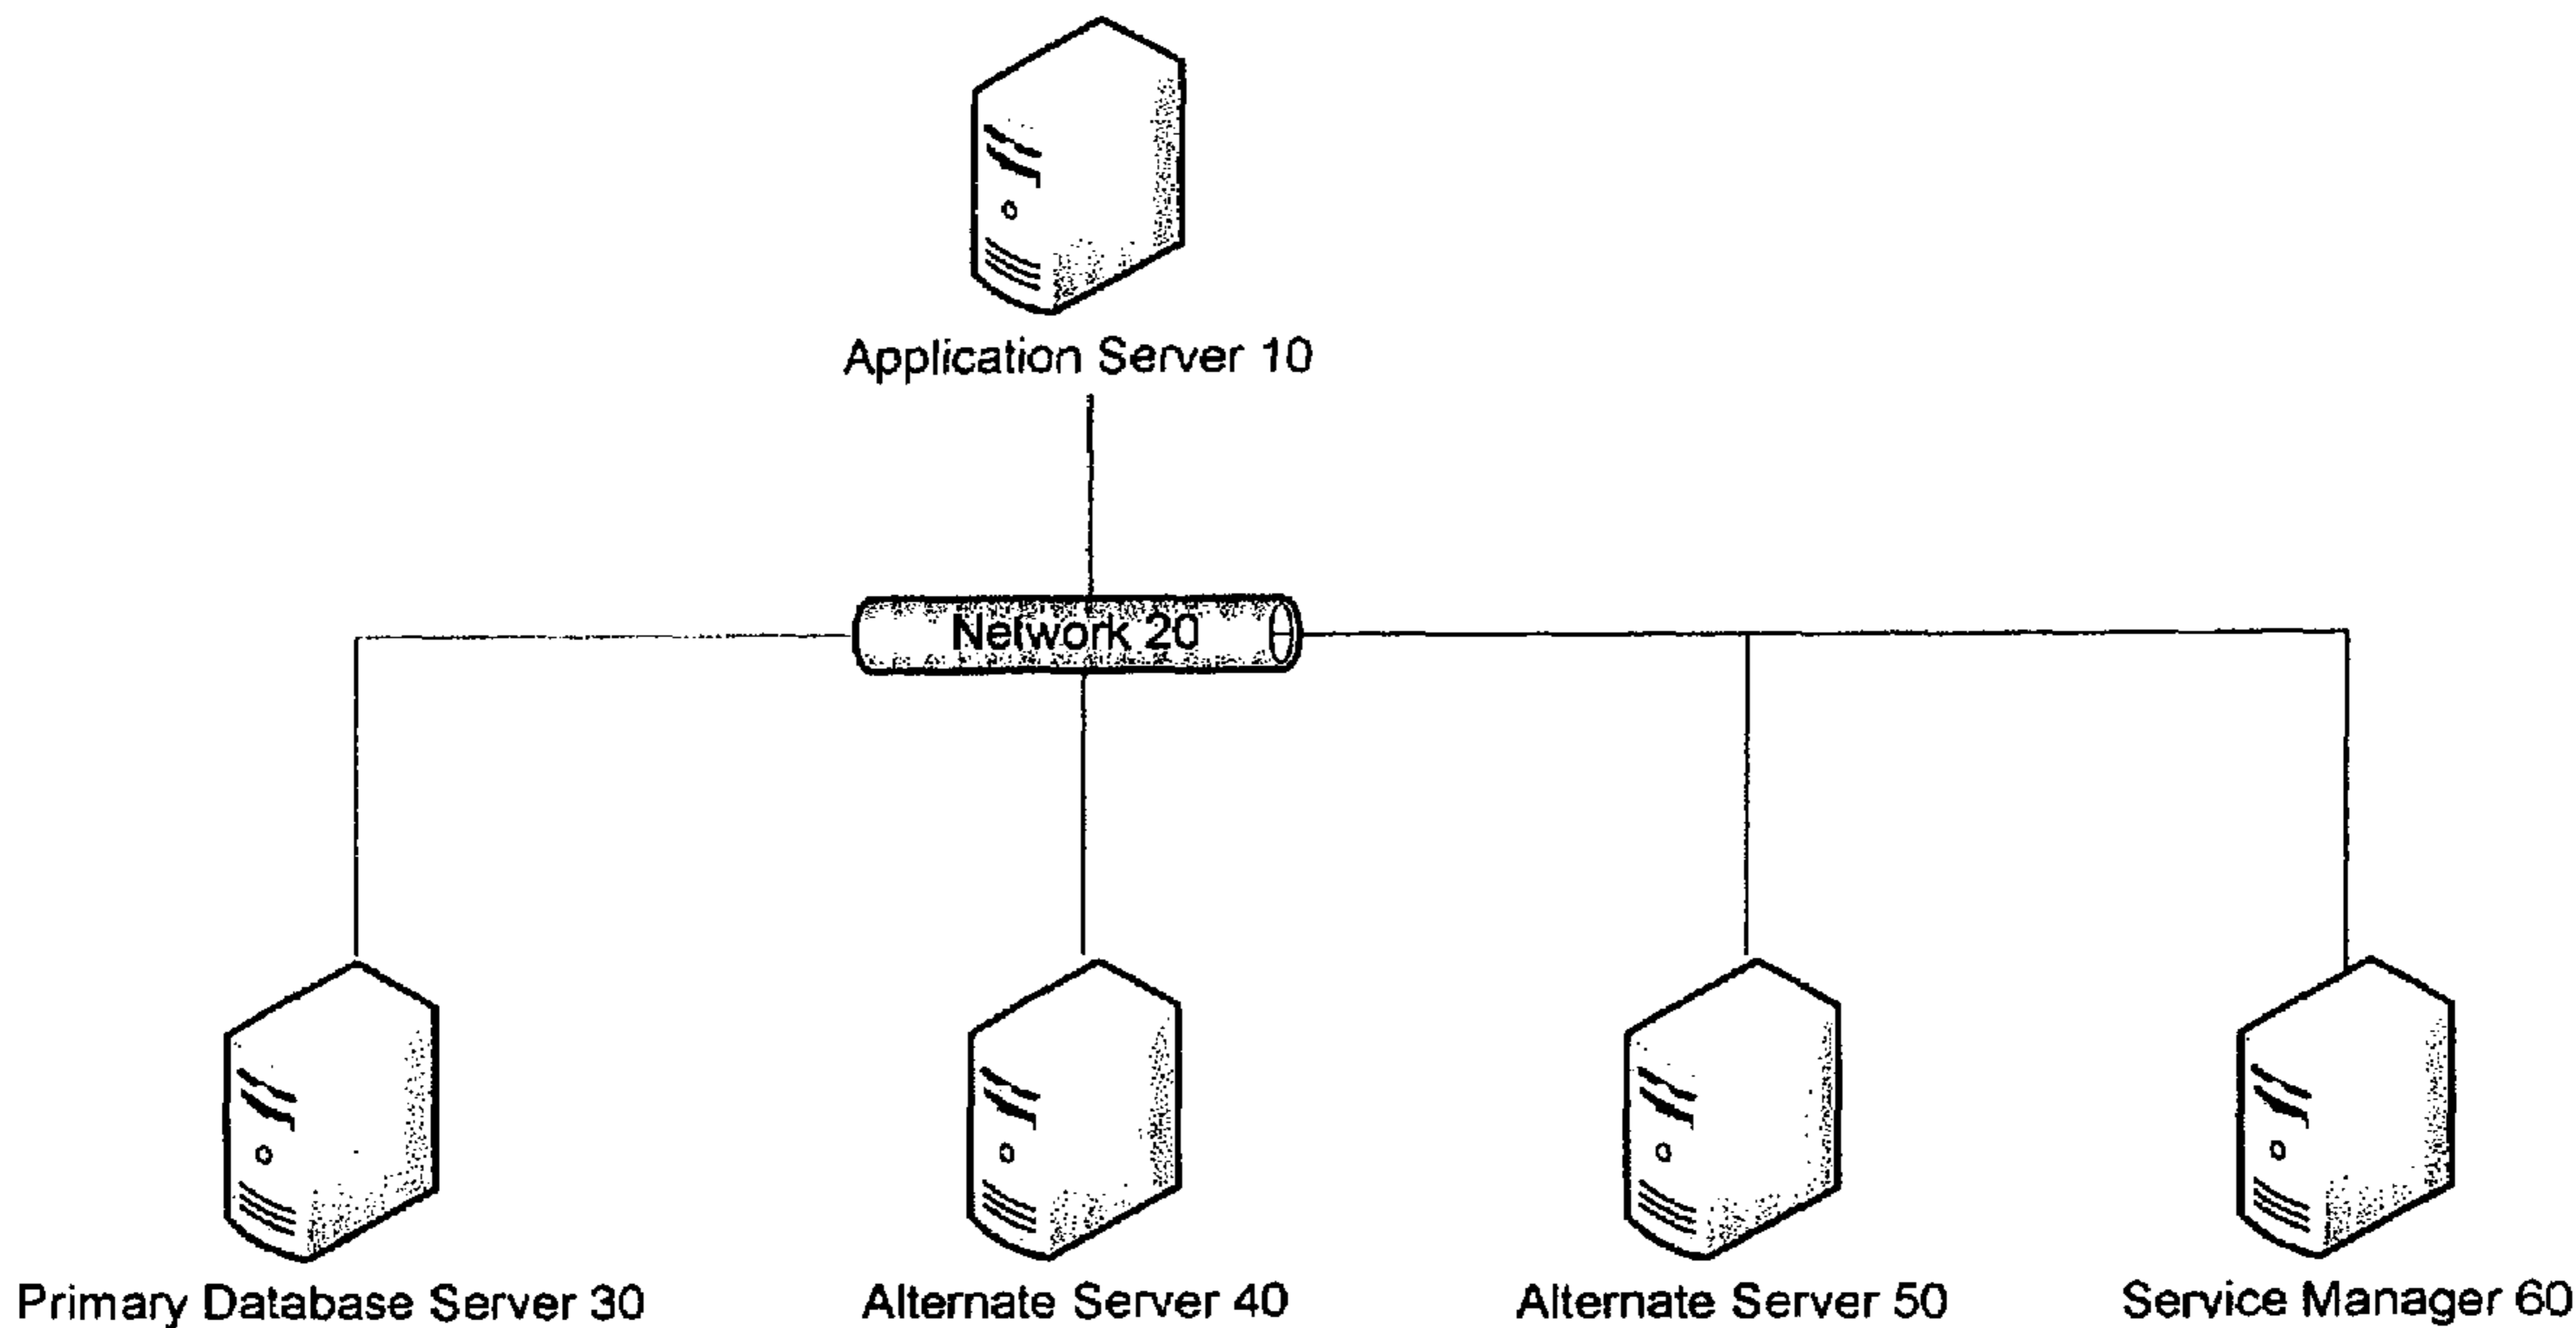 Application Server 10
Network 20
Primary Database Server 30
Alternate Server 40
Alternate Server 50
Service Manager 60